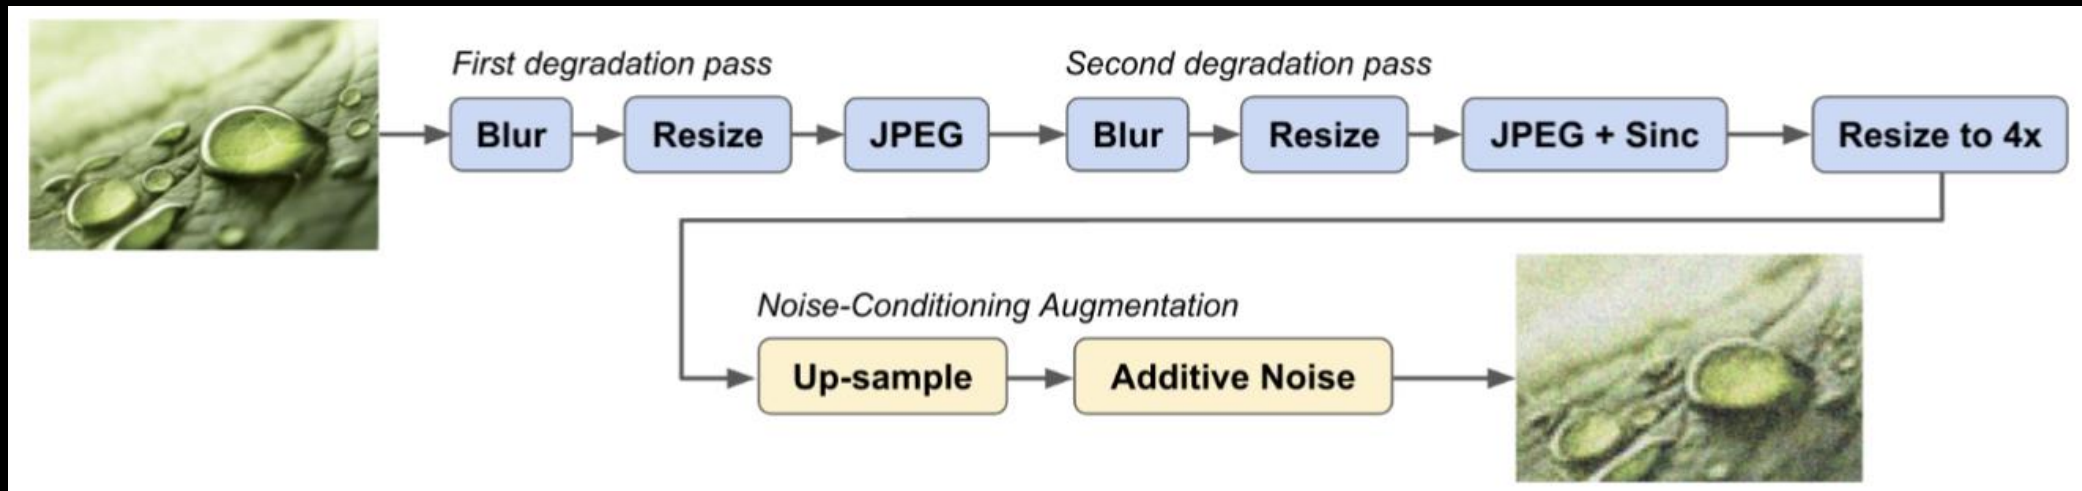 First degradation pass
Second degradation pass
Blur
Resize
JPEG
Blur
Resize
JPEG + Sinc
Resize to 4x
Noise-Conditioning Augmentation
Up-sample
Additive Noise